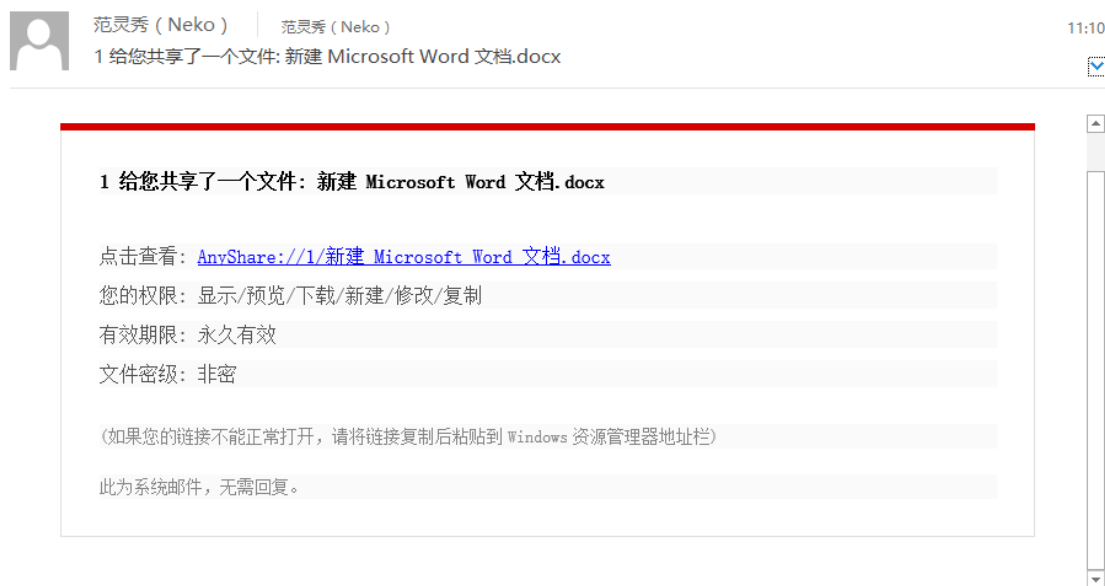 范灵秀（Neko） 范灵秀（Neko） 11:10
1 给您共享了一个文件: 新建 Microsoft Word 文档.docx
1 给您共享了一个文件: 新建 Microsoft Word 文档.docx
点击查看: AnyShare://1/新建 Microsoft Word 文档.docx
您的权限: 显示/预览/下载/新建/修改/复制
有效期限: 永久有效
文件密级: 非密
(如果您的链接不能正常打开，请将链接复制后粘贴到 Windows 资源管理器地址栏)
此为系统邮件，无需回复。